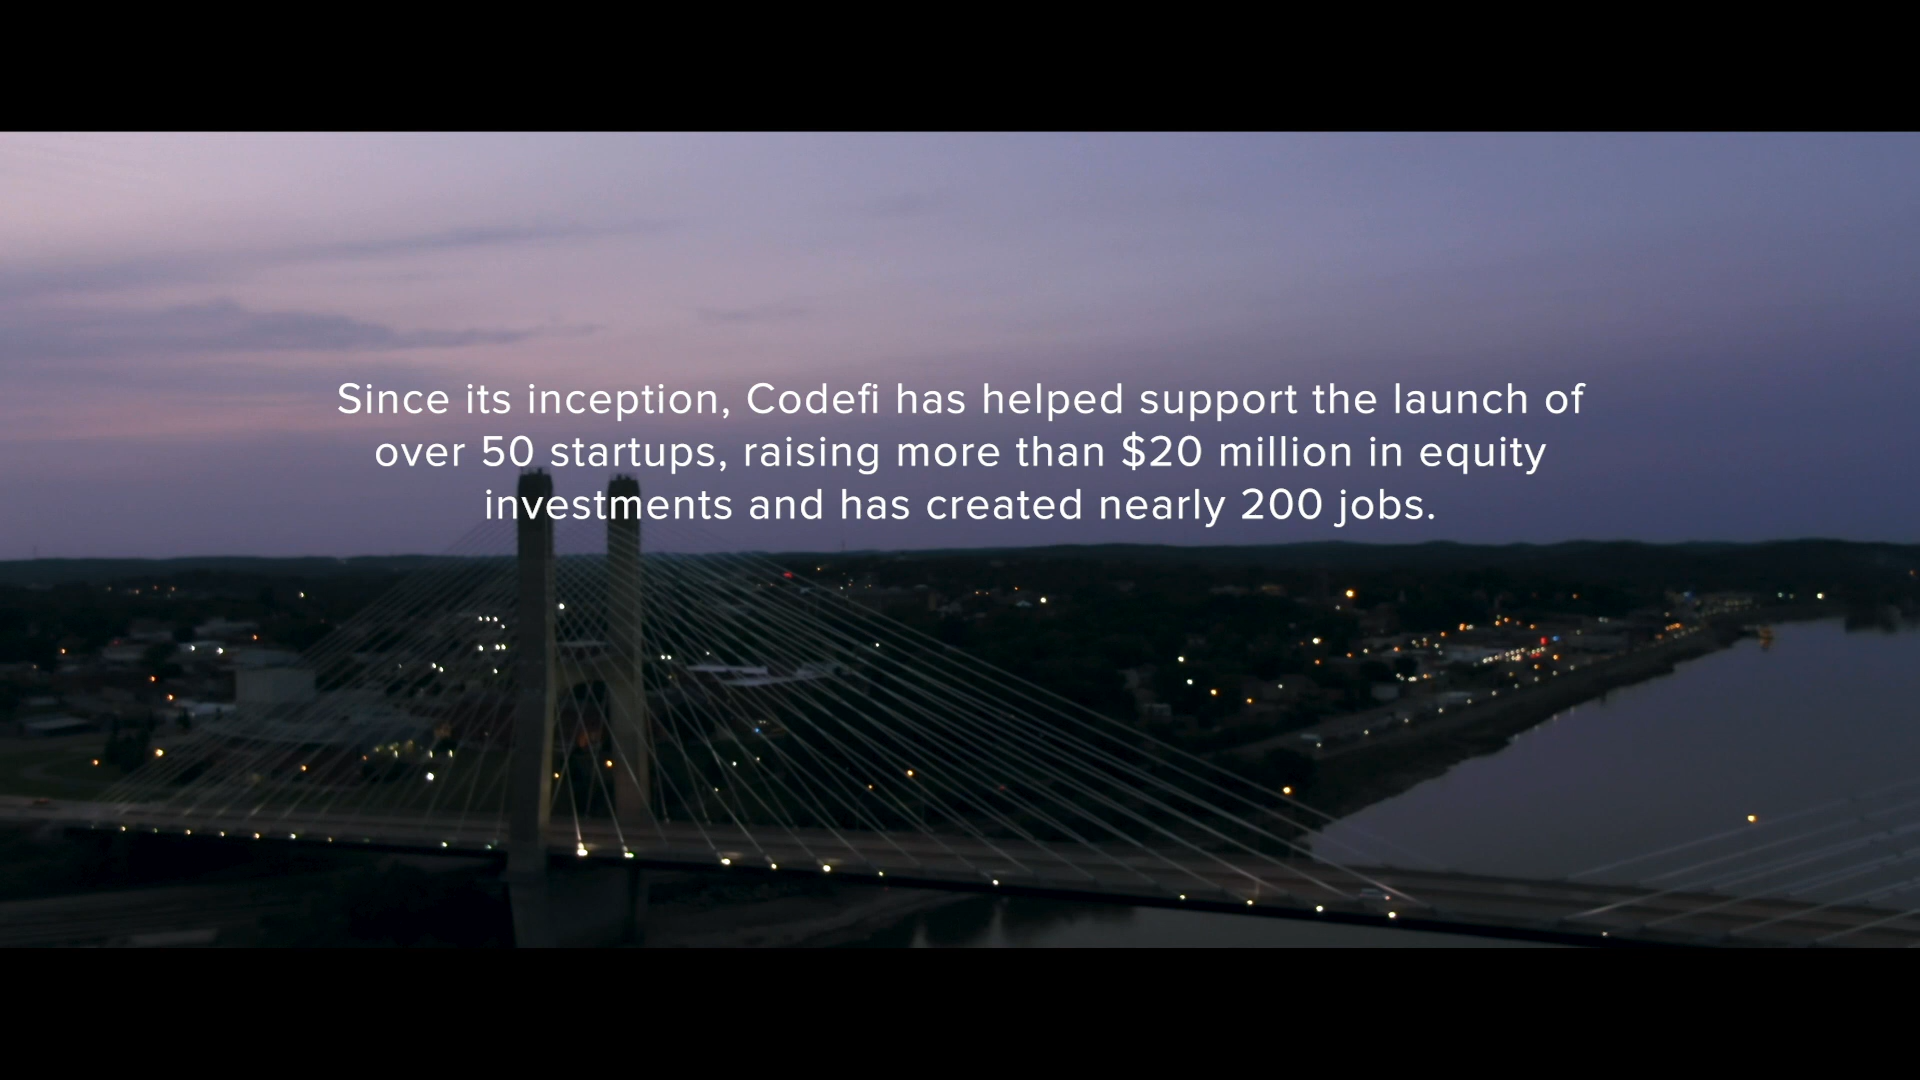 Since its inception, Codefi has helped support the launch of
over 50 startups, raising more than $20 million in equity
investments and has created nearly 200 jobs.